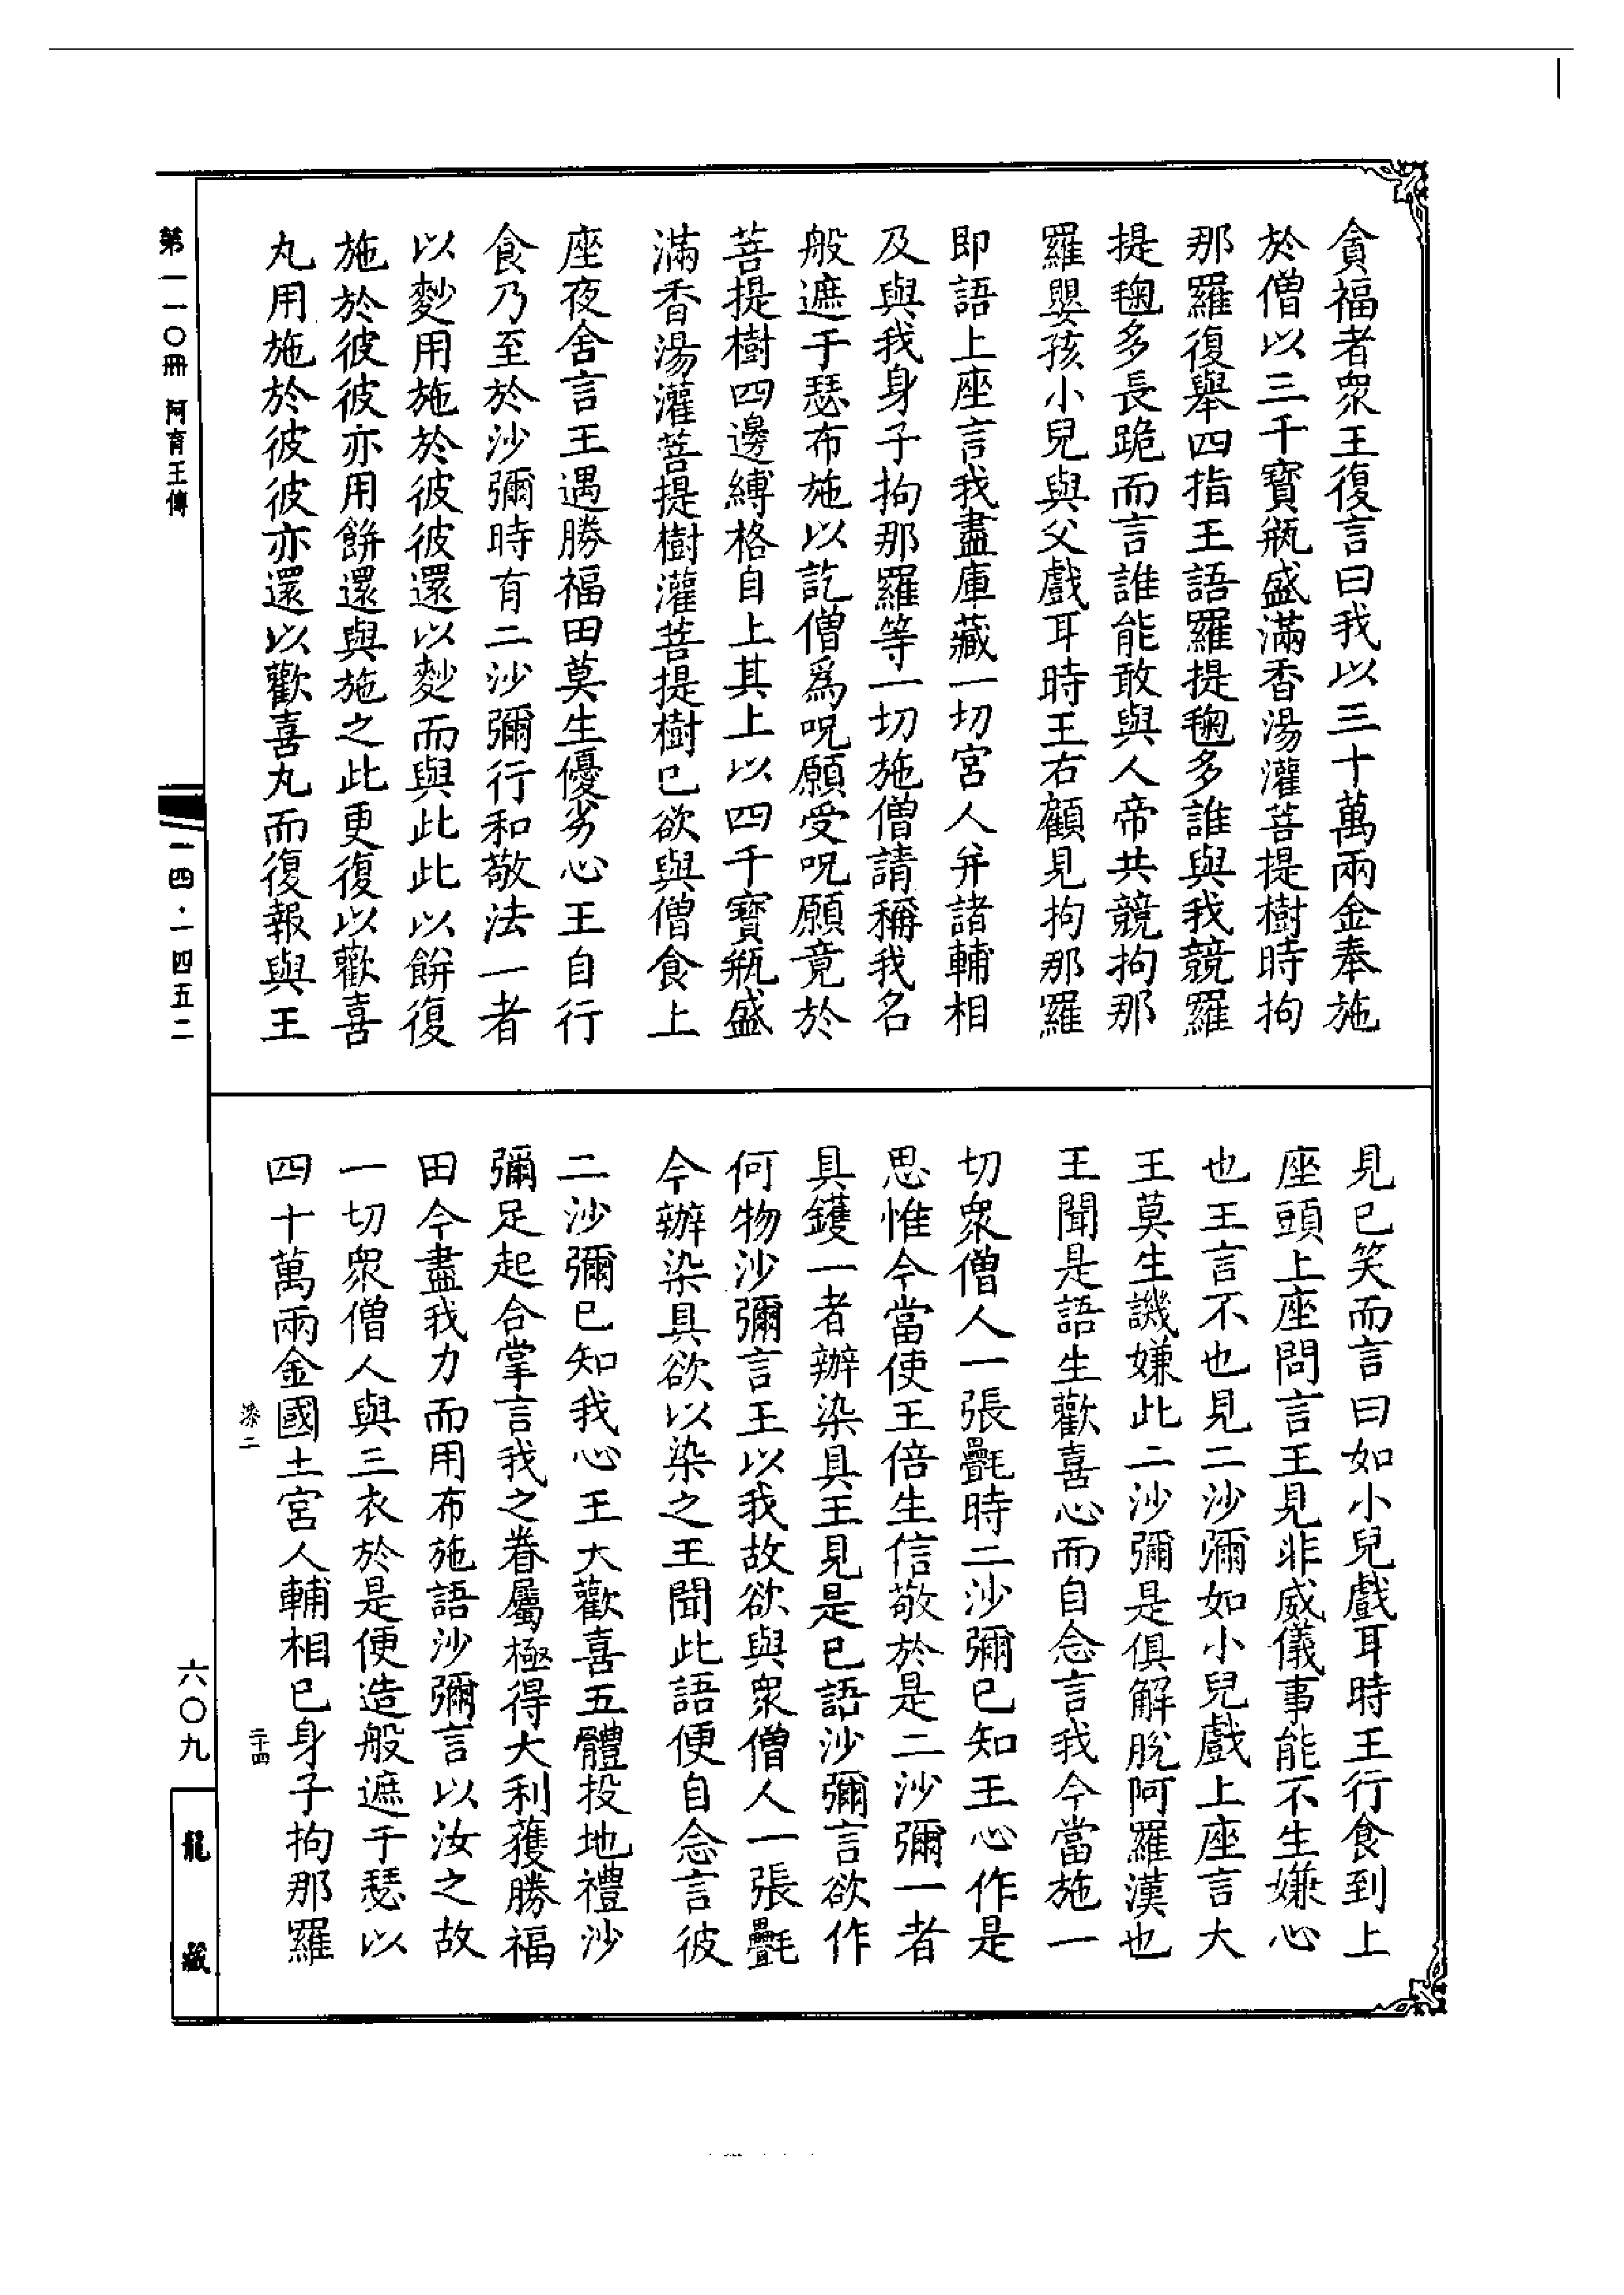 貪福者衆王復言曰我以三十萬兩金奉施
於僧以三千寶瓶盛滿香湯灌菩提樹時拘
那羅復舉四指王語羅提毱多誰與我競羅
提毱多長跪而言誰能敢與人帝共競拘那
羅嬰孩小兒與父戲耳時王右顧見拘那羅
即語上座言我盡庫藏一切宮人并諸輔相
及與我身子拘那羅等一切施僧請稱我名
般遮于瑟布施以訖僧爲呪願受呪願竟於
菩提樹四邊縛格自上其上以四千寶瓶盛
滿香湯灌菩提樹灌菩提樹已欲與僧食上
座夜舍言王遇勝福田莫生優劣心王自行
食乃至於沙彌時有二沙彌行和敬法一者
以麨用施於彼彼還以麨而與此此以餅復
施於彼彼亦用餅還與施之此更復以歡喜
丸用施於彼彼亦還以歡喜丸而復報與王
見已笑而言曰如小兒戲耳時王行食到上
座頭上座問言王見非威儀事能不生嫌心
也王言不也見二沙彌如小兒戲上座言大
王莫生譏嫌此二沙彌是俱解脫阿羅漢也
王聞是語生歡喜心而自念言我今當施一
切衆僧人一張㲲時二沙彌已知王心作是
思惟今當使王倍生信敬於是二沙彌一者
具鑊一者辦染具王見是已語沙彌言欲作
何物沙彌言王以我故欲與衆僧人一張㲲
今辦染具欲以染之王聞此語便自念言彼
二沙彌已知我心王大歡喜五體投地禮沙
彌足起合掌言我之眷屬極得大利獲勝福
田今盡我力而用布施語沙彌言以汝之故
一切衆僧人與三衣於是便造般遮于瑟以
四十萬兩金國土宮人輔相已身子拘那羅
漆二
二十四
第一一〇冊 阿育王傳
一四·一四五二
六〇九
龍藏